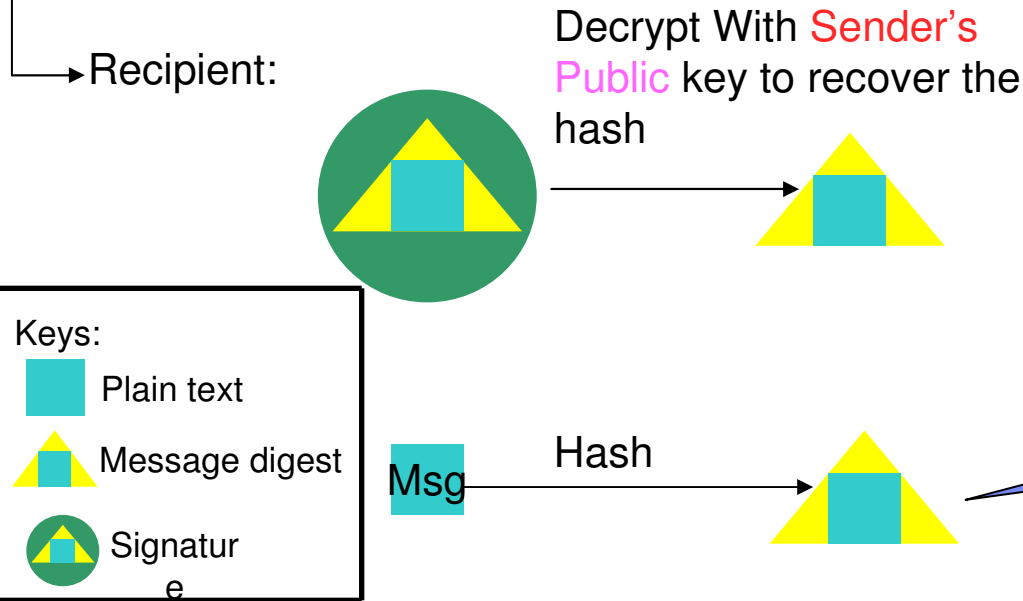 Recipient:
Decrypt With Sender’s
Public key to recover the
hash
Keys:
Plain text
Message digest
Signatur
e
Msg
Hash